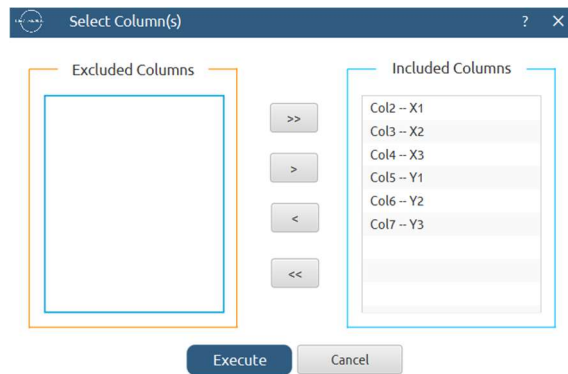 Select Column(s)
?
×
Excluded Columns
Included Columns
>>
>
<
<<
Col2 -- X1
Col3 -- X2
Col4 -- X3
Col5 -- Y1
Col6 -- Y2
Col7 -- Y3
Execute
Cancel